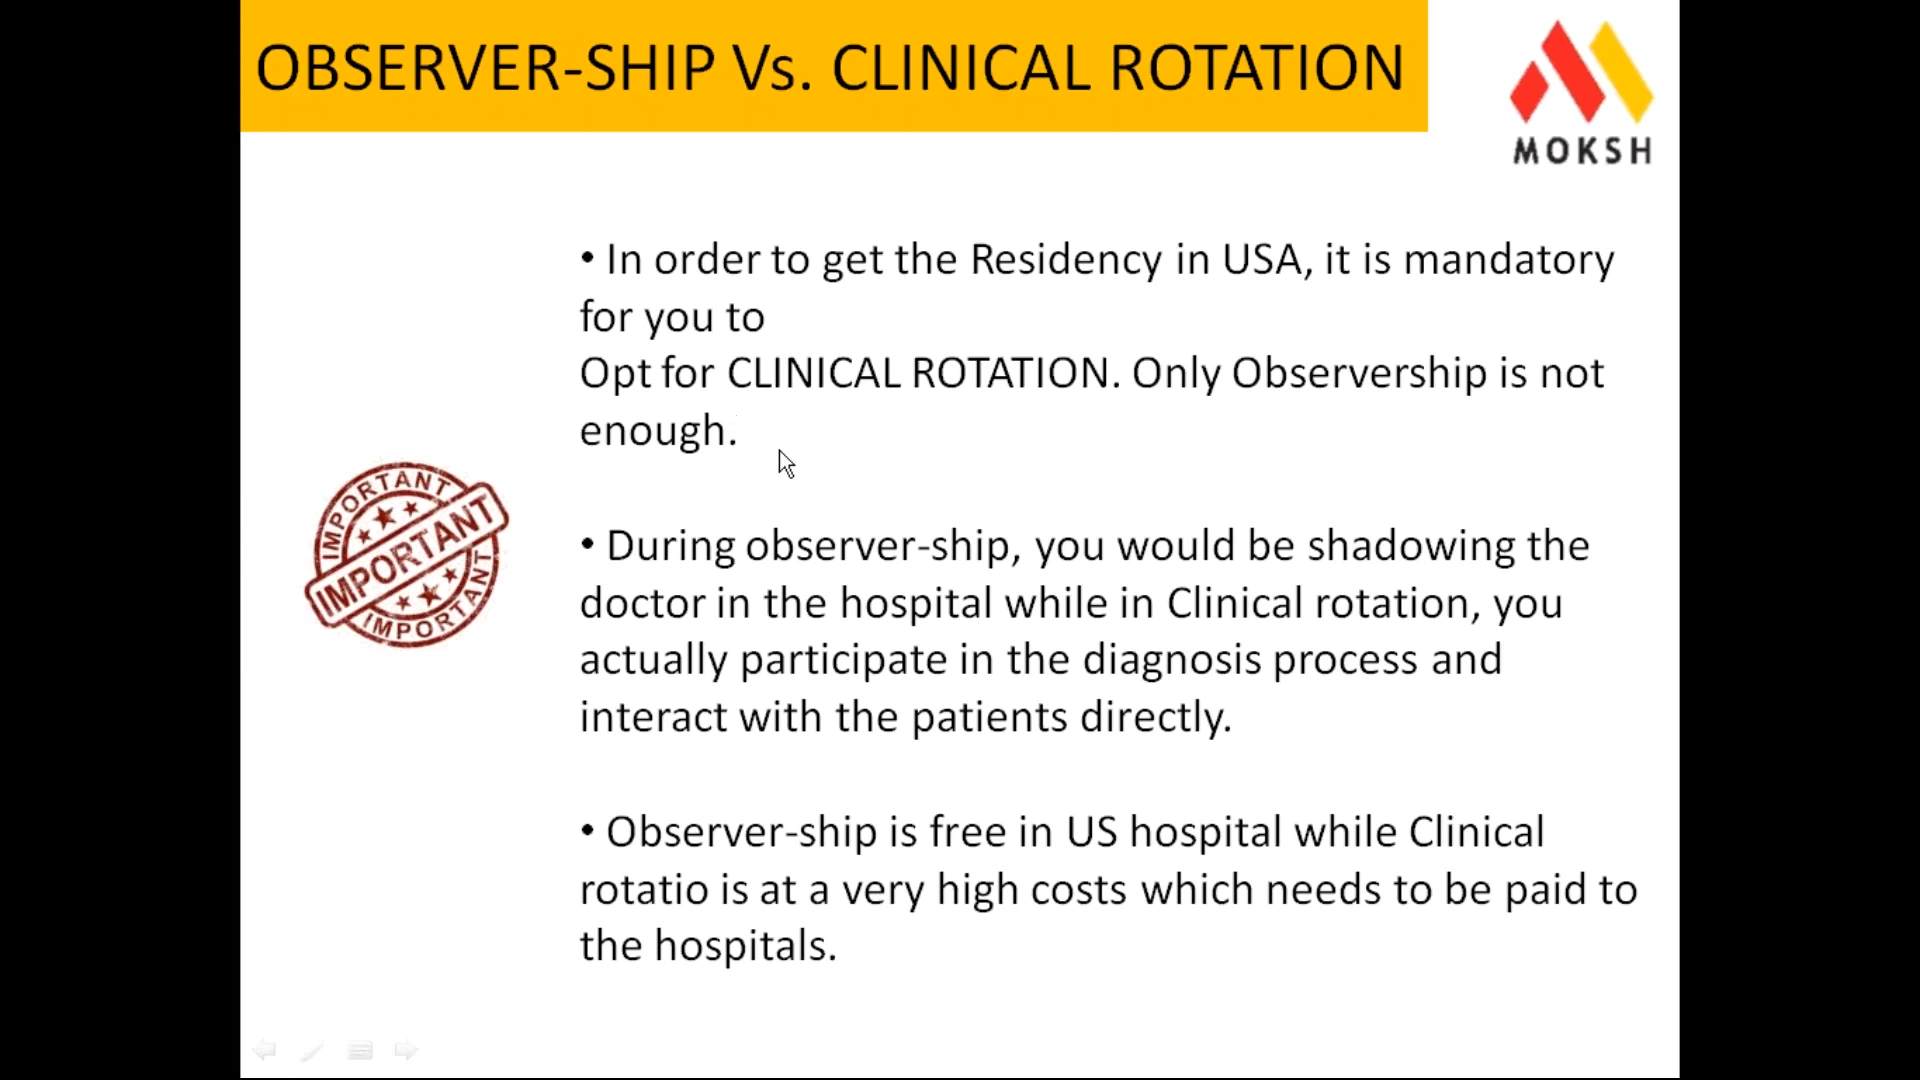 OBSERVER-SHIP Vs. CLINICAL ROTATION
MOKSH
• In order to get the Residency in USA, it is mandatory
for you to
Opt for CLINICAL ROTATION. Only Observership is not
enough.
IMPORTANT
IMPORTANT
IMPORTANT
• During observer-ship, you would be shadowing the
doctor in the hospital while in Clinical rotation, you
actually participate in the diagnosis process and
interact with the patients directly.
• Observer-ship is free in US hospital while Clinical
rotatio is at a very high costs which needs to be paid to
the hospitals.